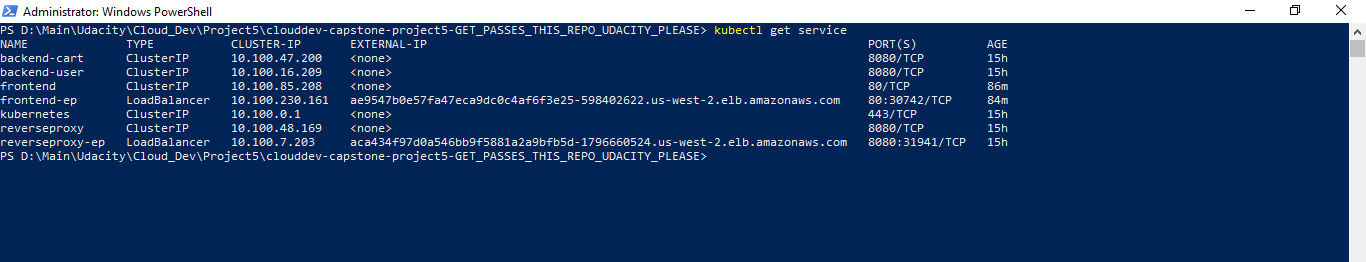 Administrator: Windows PowerShell
PS D:\Main\Udacity\Cloud_Dev\Project5\clouddev-capstone-project5-GET_PASSES_THIS_REPO_UDACITY_PLEASE> kubectl get service
NAME TYPE CLUSTER-IP EXTERNAL-IP PORT(S) AGE
backend-cart ClusterIP 10.100.47.200 <none> 8080/TCP 15h
backend-user ClusterIP 10.100.16.209 <none> 8080/TCP 15h
frontend ClusterIP 10.100.85.208 <none> 80/TCP 86m
frontend-ep LoadBalancer 10.100.230.161 ae9547b0e57fa47eca9dc0c4af6f3e25-598402622.us-west-2.elb.amazonaws.com 80:30742/TCP 84m
kubernetes ClusterIP 10.100.0.1 <none> 443/TCP 15h
reverseproxy ClusterIP 10.100.48.169 <none> 8080/TCP 15h
reverseproxy-ep LoadBalancer 10.100.7.203 aca434f97d0a546bb9f5881a2a9bfb5d-1796660524.us-west-2.elb.amazonaws.com 8080:31941/TCP 15h
PS D:\Main\Udacity\Cloud_Dev\Project5\clouddev-capstone-project5-GET_PASSES_THIS_REPO_UDACITY_PLEASE>